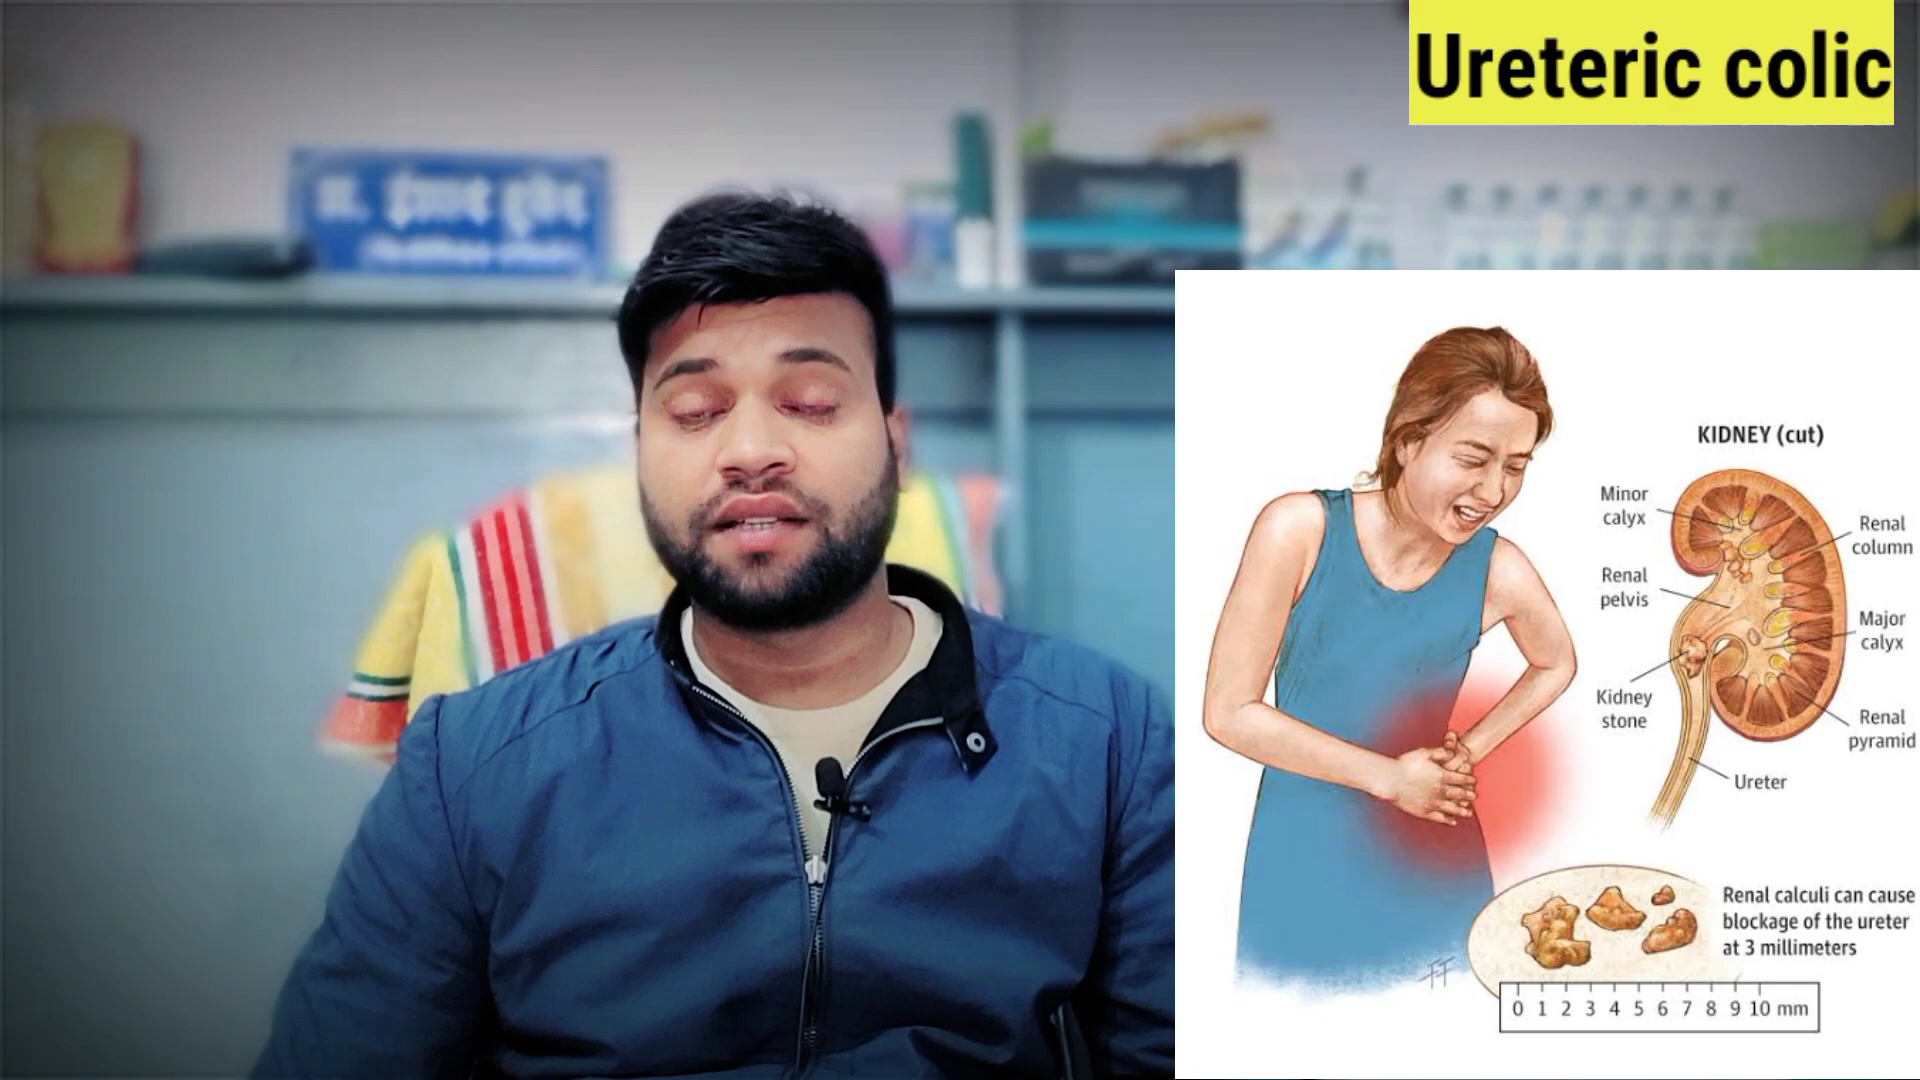 Ureteric colic
डा.
KIDNEY (cut)
Minor
calyx
Renal
column
Renal
pelvis
Major
calyx
Kidney
stone
Renal
pyramid
Ureter
Renal calculi can cause
blockage of the ureter
at 3 millimeters
0 1 2 3 4 5 6 7 8 9 10 mm